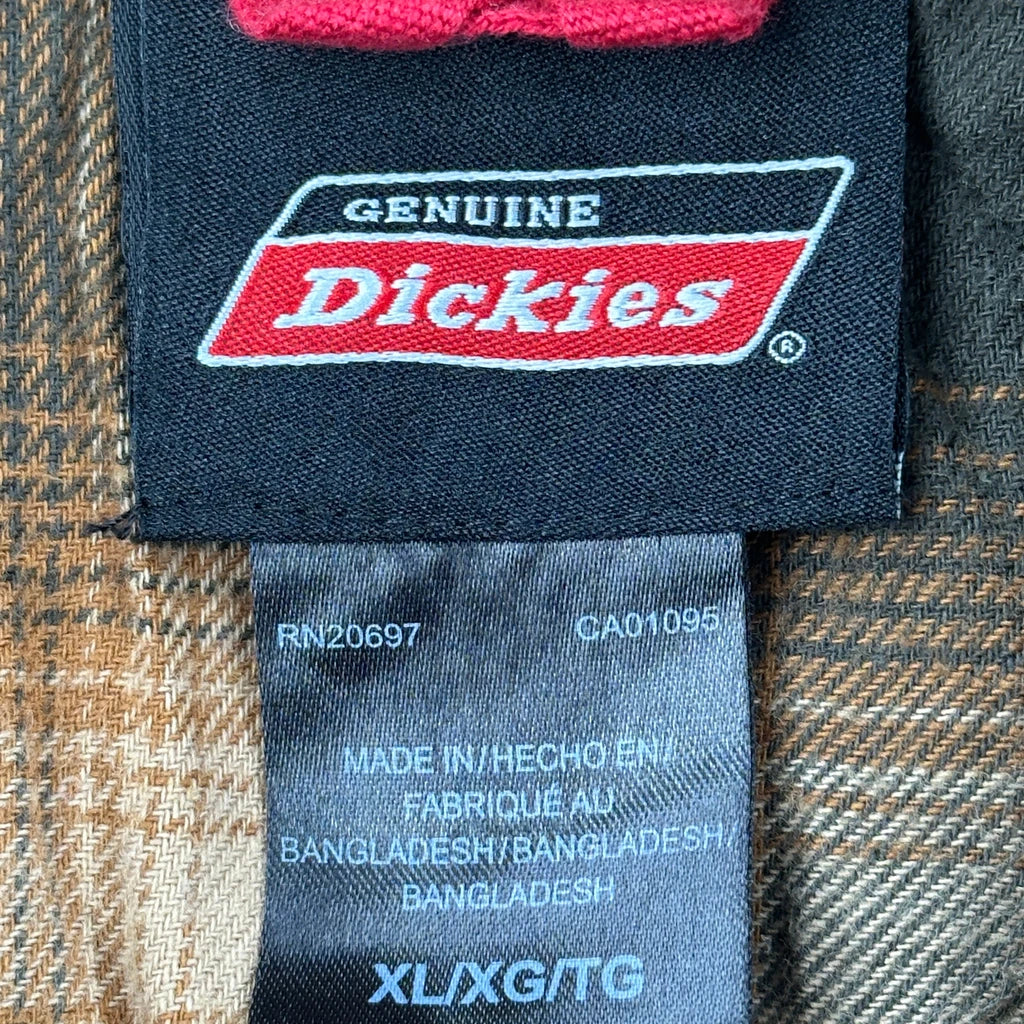 GENUINE
Dickies
®
RN20697 CA01095
MADE IN/HECHO EN/
FABRIQUÉ AU
BANGLADESH/BANGLADESH/
BANGLADESH
XL/XG/TG